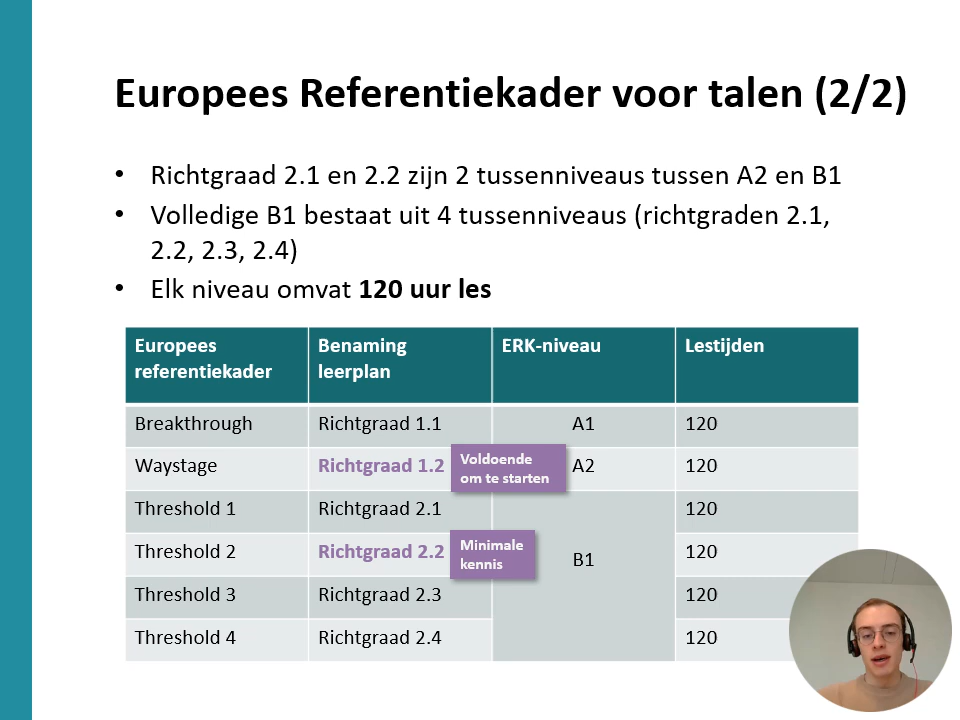 Europees Referentiekader voor talen (2/2)
• Richtgraad 2.1 en 2.2 zijn 2 tussenniveaus tussen A2 en B1
• Volledige B1 bestaat uit 4 tussenniveaus (richtgraden 2.1,
2.2, 2.3, 2.4)
• Elk niveau omvat 120 uur les
Europees referentiekader Benaming leerplan ERK-niveau Lestijden
Breakthrough Richtgraad 1.1 A1 120
Waystage Richtgraad 1.2 Voldoende om te starten A2 120
Threshold 1 Richtgraad 2.1 120
Threshold 2 Richtgraad 2.2 Minimale kennis B1 120
Threshold 3 Richtgraad 2.3 120
Threshold 4 Richtgraad 2.4 120